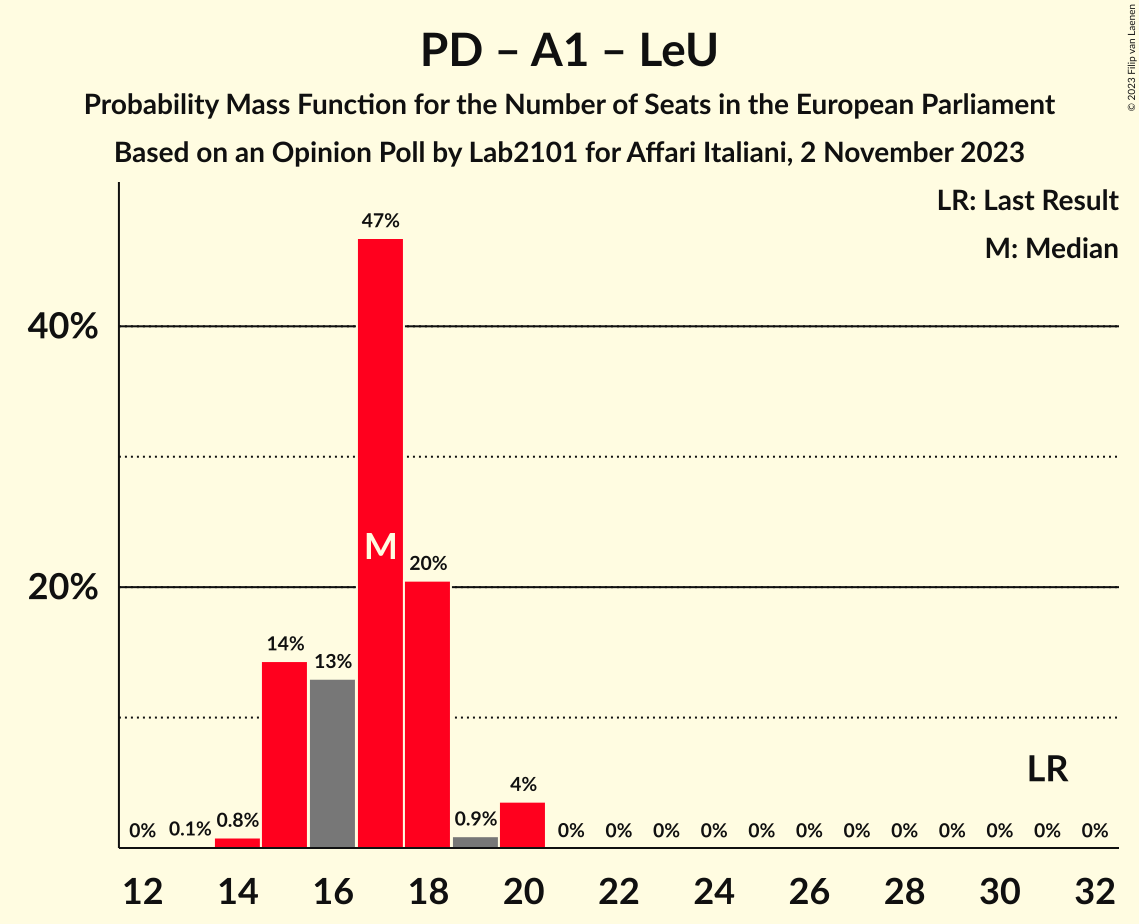 PD – A1 – LeU
Probability Mass Function for the Number of Seats in the European Parliament
Based on an Opinion Poll by Lab2101 for Affari Italiani, 2 November 2023
© 2023 Filip van Laenen
LR: Last Result
M: Median
47%
40%
M
20%
20%
14%
13%
LR
4%
0% 0.1% 0.8% 0.9% 0% 0% 0% 0% 0% 0% 0% 0% 0% 0% 0% 0%
12 14 16 18 20 22 24 26 28 30 32